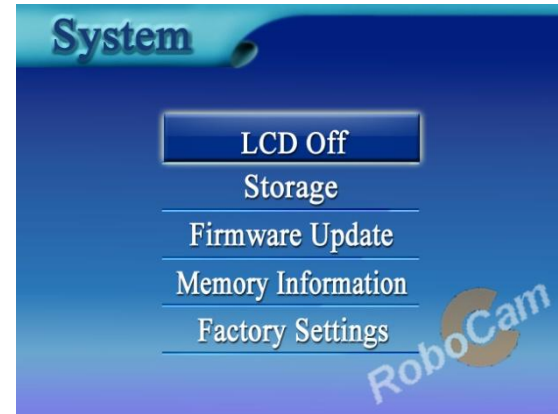 System
LCD Off
Storage
Firmware Update
Memory Information
Factory Settings
RoboCam